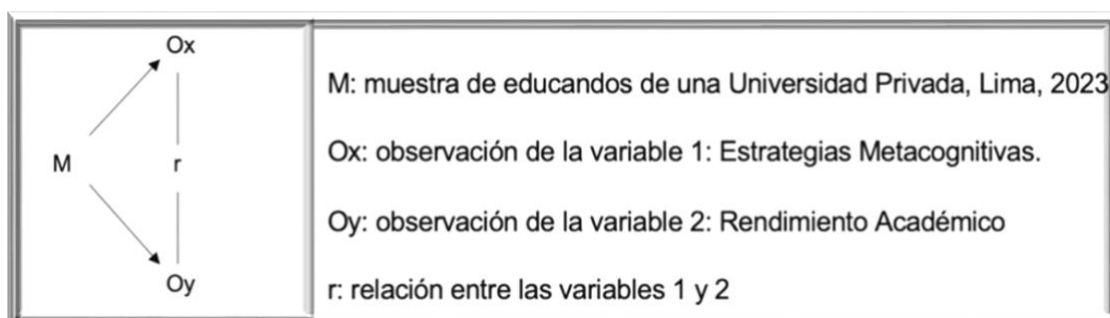 Ox
M
r
Oy
M: muestra de educandos de una Universidad Privada, Lima, 2023
Ox: observación de la variable 1: Estrategias Metacognitivas.
Oy: observación de la variable 2: Rendimiento Académico
r: relación entre las variables 1 y 2